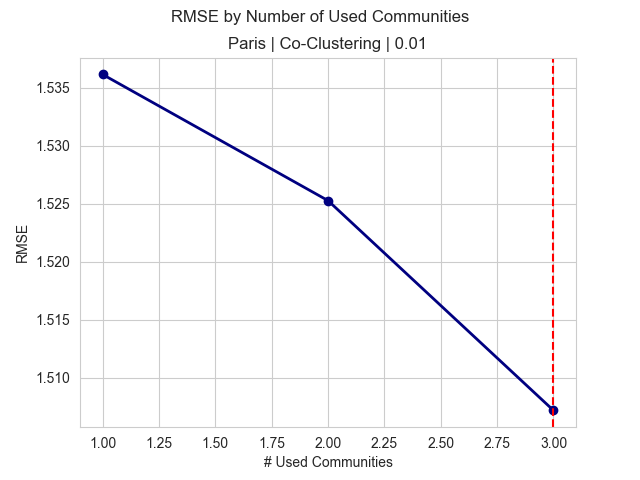 RMSE by Number of Used Communities
Paris | Co-Clustering | 0.01
1.535
1.530
1.525
1.520
1.515
1.510
RMSE
1.00 1.25 1.50 1.75 2.00 2.25 2.50 2.75 3.00
# Used Communities